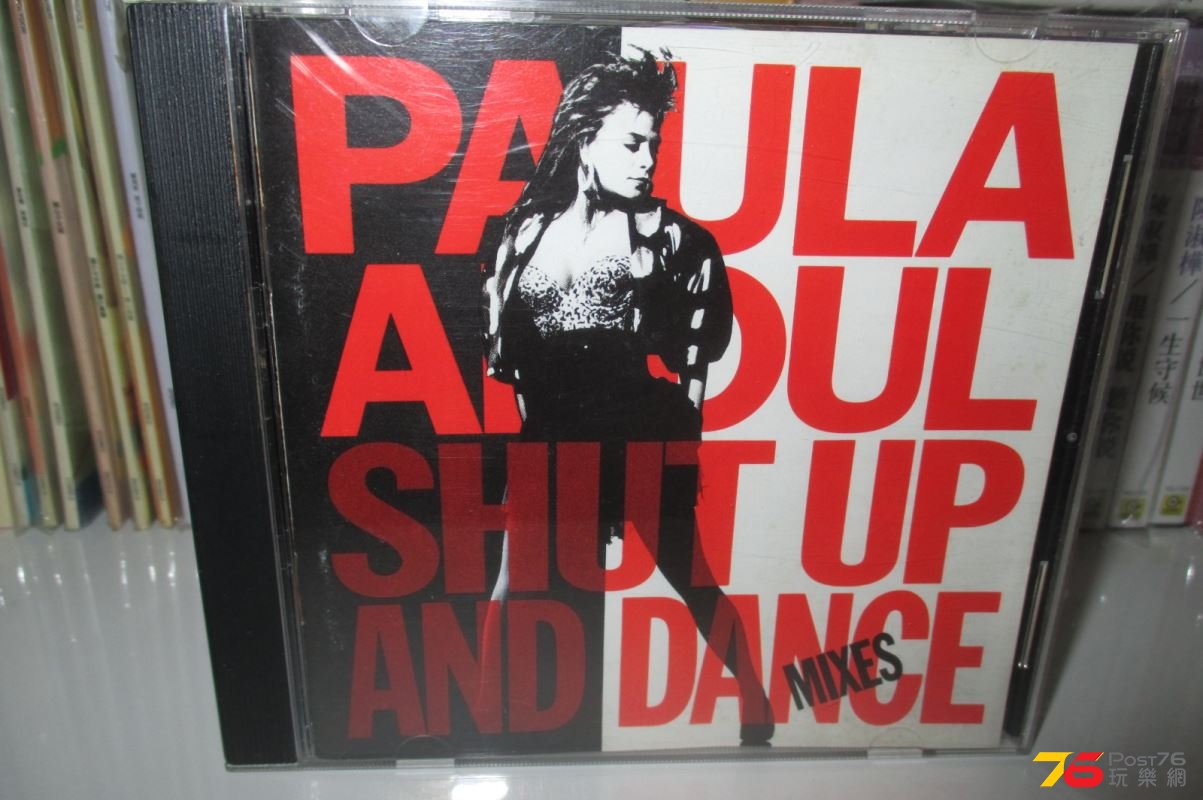 PAULA
ABDUL
SHUT UP
AND DANCE
MIXES
一生守候
76 POST76
玩樂網